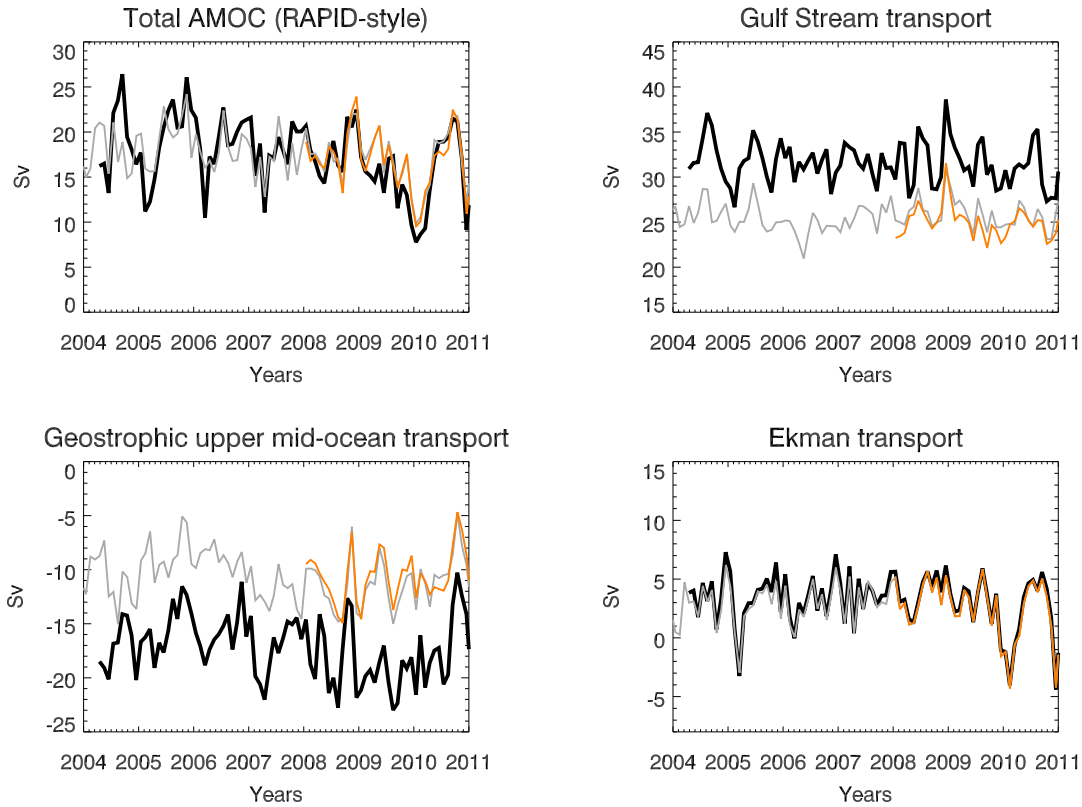 Total AMOC (RAPID-style)
30
25
20
15
10
5
0
Sv
2004 2005 2006 2007 2008 2009 2010 2011
Years
Gulf Stream transport
45
40
35
30
25
20
15
Sv
2004 2005 2006 2007 2008 2009 2010 2011
Years
Geostrophic upper mid-ocean transport
0
-5
-10
-15
-20
-25
Sv
2004 2005 2006 2007 2008 2009 2010 2011
Years
Ekman transport
15
10
5
0
-5
Sv
2004 2005 2006 2007 2008 2009 2010 2011
Years